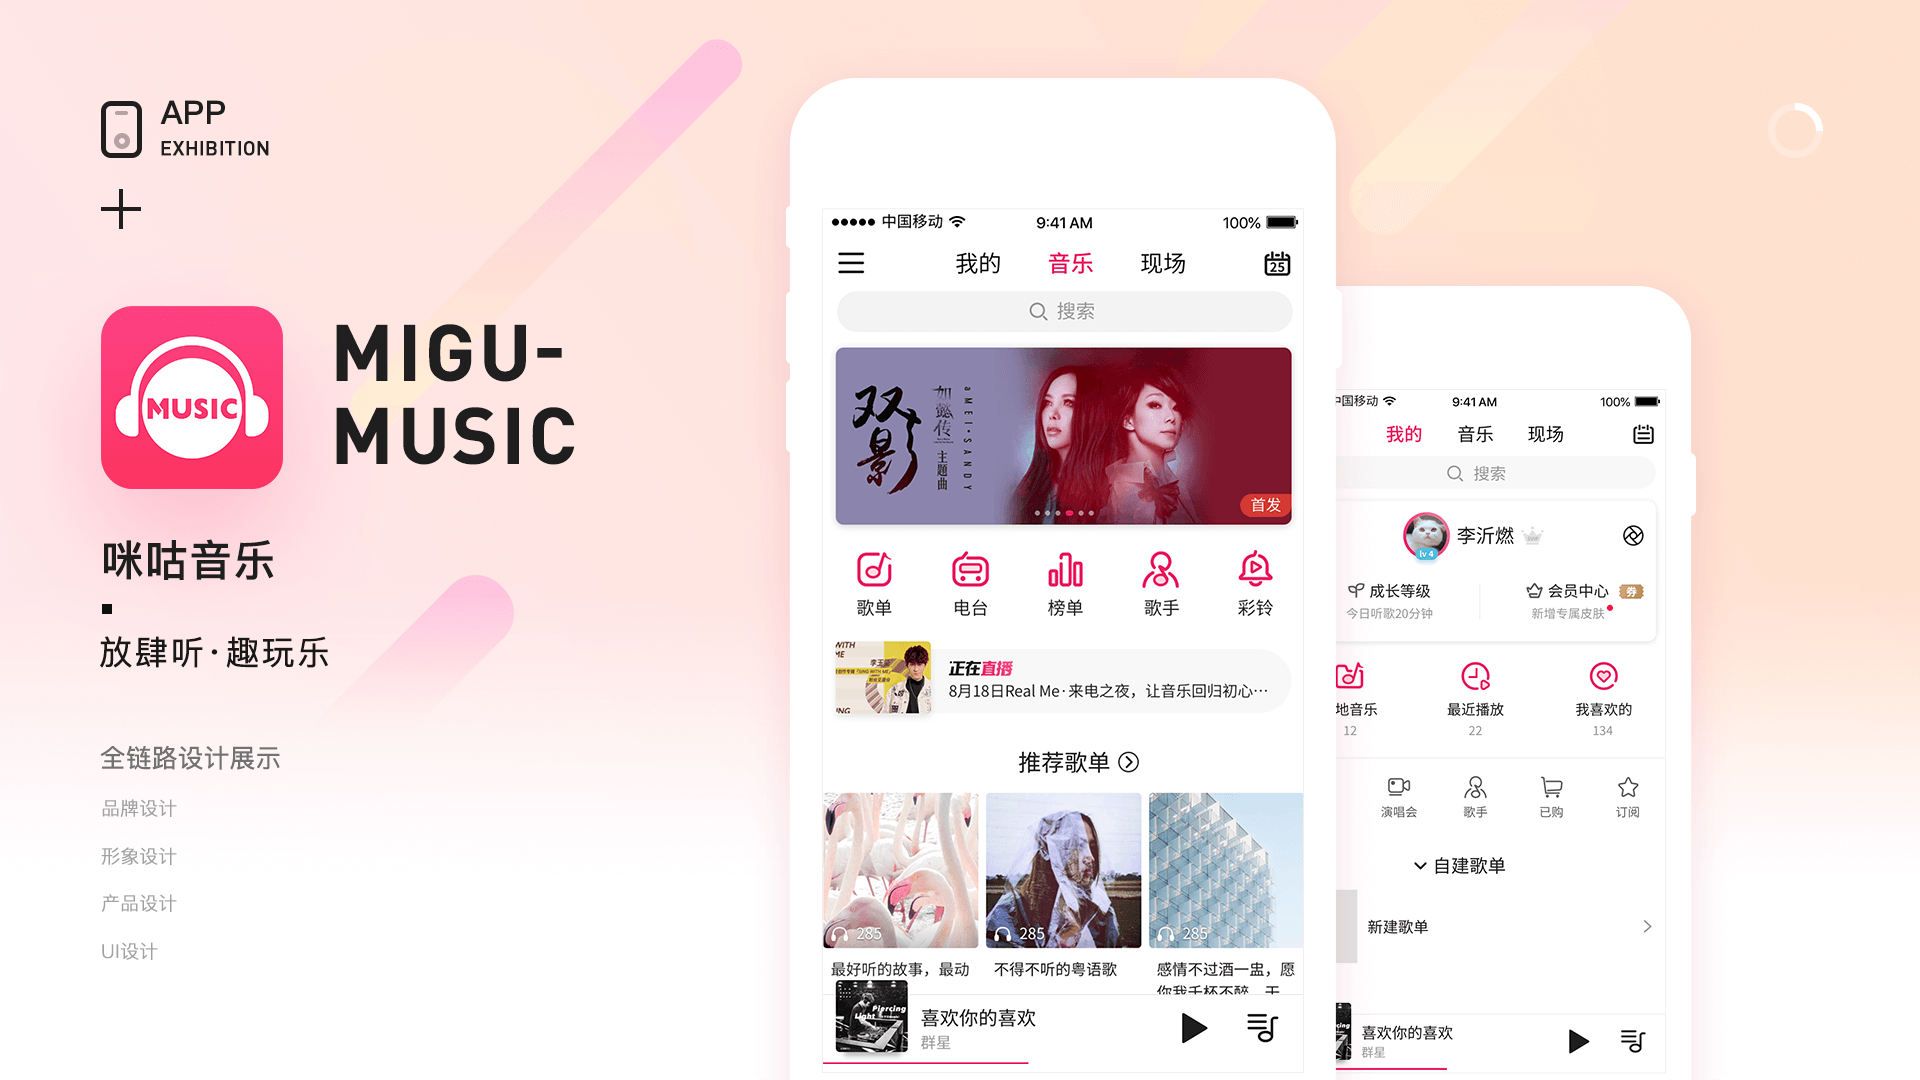 APP
EXHIBITION
MUSIC
MIGU-
MUSIC
咪咕音乐
放肆听·趣玩乐
全链路设计展示
品牌设计
形象设计
产品设计
UI设计
中国移动
9:41 AM
100%
我的
音乐
现场
25
搜索
双影
如懿传
主题曲
aMEI·SANDY
首发
歌单
电台
榜单
歌手
彩铃
正在直播
8月18日Real Me·来电之夜，让音乐回归初心…
推荐歌单
285
285
285
最好听的故事，最动
不得不听的粤语歌
感情不过酒一盅，愿
你我千杯不醉，干
Piercing
Light
喜欢你的喜欢
群星
中国移动
9:41 AM
100%
我的
音乐
现场
搜索
李沂燃
lv 4
成长等级
今日听歌20分钟
会员中心
券
新增专属皮肤
地音乐
12
最近播放
22
我喜欢的
134
演唱会
歌手
已购
订阅
自建歌单
新建歌单
喜欢你的喜欢
群星